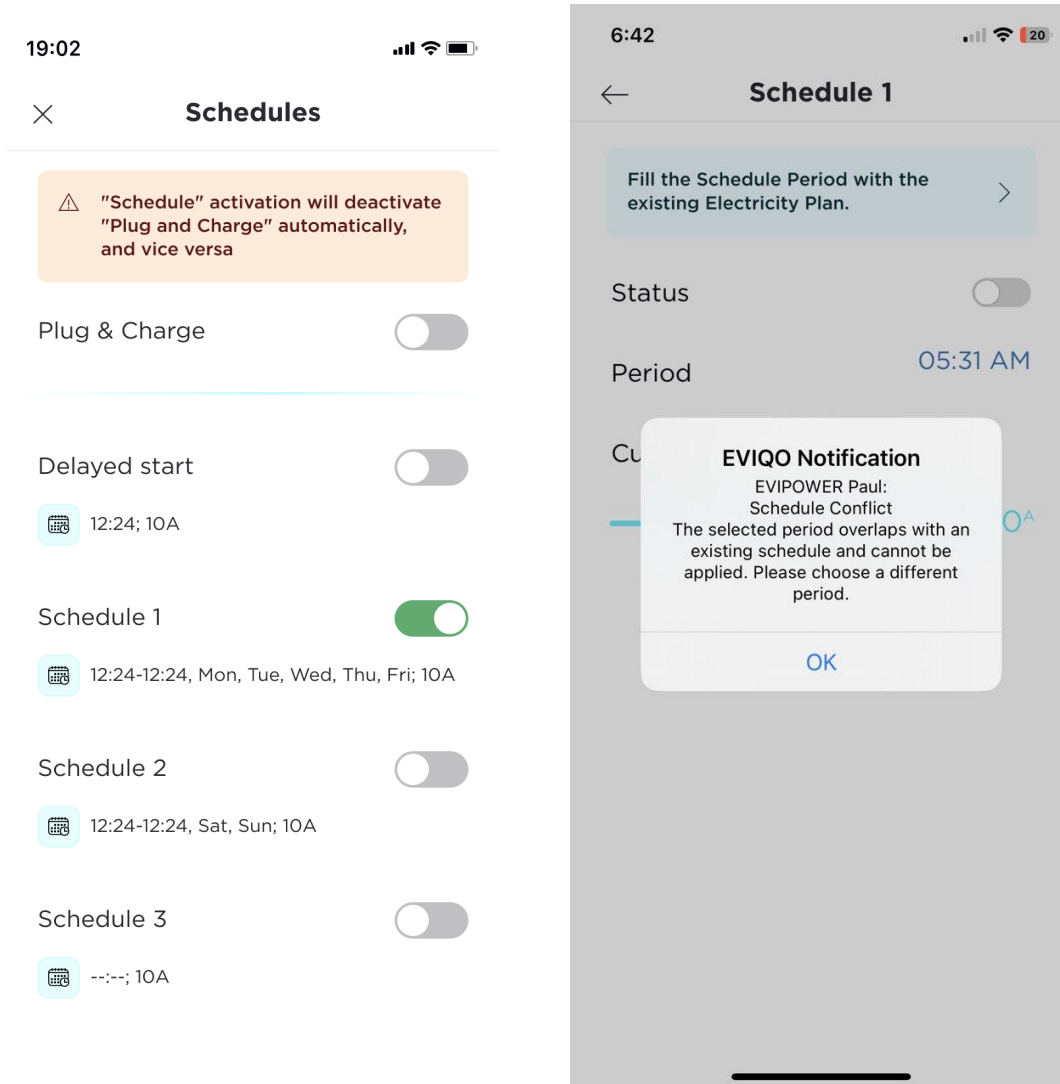 19:02
Schedules
"Schedule" activation will deactivate
"Plug and Charge" automatically,
and vice versa
Plug & Charge
Delayed start
12:24; 10A
Schedule 1
12:24-12:24, Mon, Tue, Wed, Thu, Fri; 10A
Schedule 2
12:24-12:24, Sat, Sun; 10A
Schedule 3
--:--; 10A
6:42
20
Schedule 1
Fill the Schedule Period with the
existing Electricity Plan.
Status
05:31 AM
Period
EVIQO Notification
EVIPOWER Paul:
Schedule Conflict
The selected period overlaps with an
existing schedule and cannot be
applied. Please choose a different
period.
OK